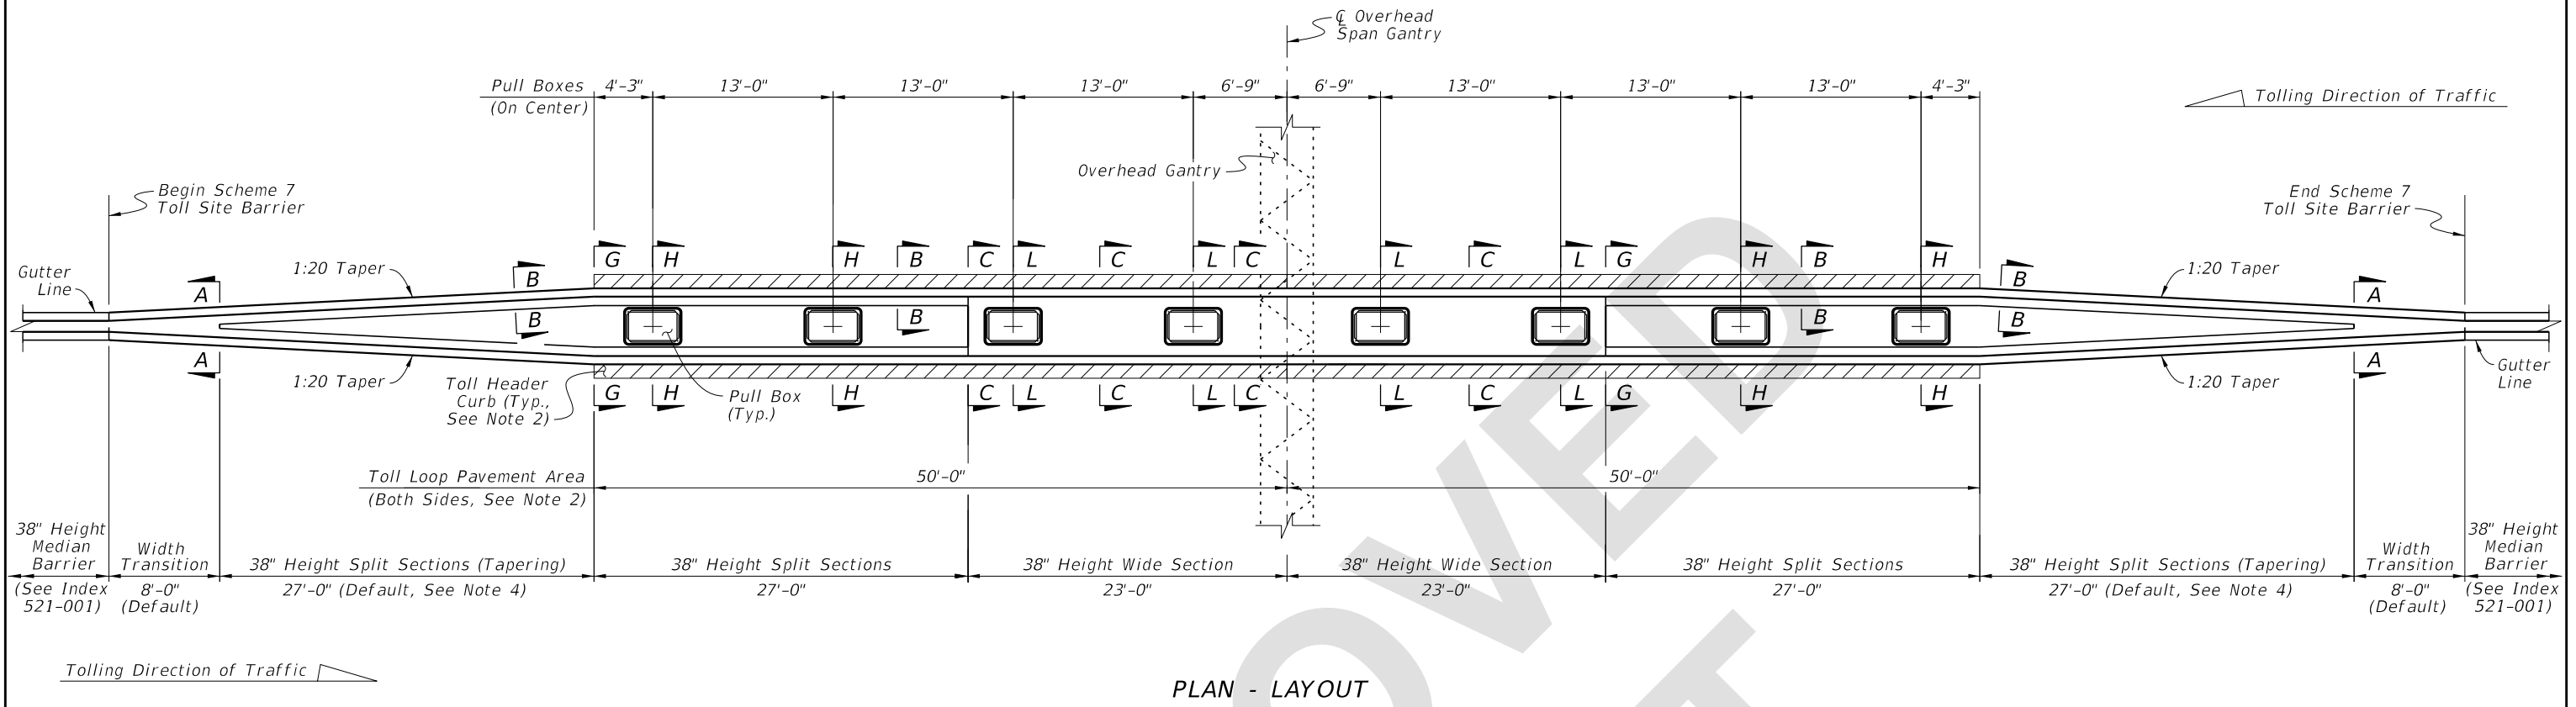 ℄ Overhead
Span Gantry
Pull Boxes
(On Center)
4'-3" 13'-0" 13'-0" 13'-0" 6'-9" 6'-9" 13'-0" 13'-0" 13'-0" 4'-3"
Tolling Direction of Traffic
Overhead Gantry
Begin Scheme 7
Toll Site Barrier
End Scheme 7
Toll Site Barrier
Gutter
Line
1:20 Taper
1:20 Taper
A B G H H B C L C L C L C L G H B H B A
B B B B
A G H H C L C L C L C L G H H A
1:20 Taper
1:20 Taper
Toll Header
Curb (Typ.,
See Note 2)
Pull Box
(Typ.)
Gutter
Line
Toll Loop Pavement Area
(Both Sides, See Note 2)
50'-0" 50'-0"
38" Height
Median
Barrier
(See Index
521-001)
Width
Transition
8'-0"
(Default)
38" Height Split Sections (Tapering)
27'-0" (Default, See Note 4)
38" Height Split Sections
27'-0"
38" Height Wide Section
23'-0"
38" Height Wide Section
23'-0"
38" Height Split Sections
27'-0"
38" Height Split Sections (Tapering)
27'-0" (Default, See Note 4)
Width
Transition
8'-0"
(Default)
38" Height
Median
Barrier
(See Index
521-001)
Tolling Direction of Traffic
PLAN - LAYOUT
OVED